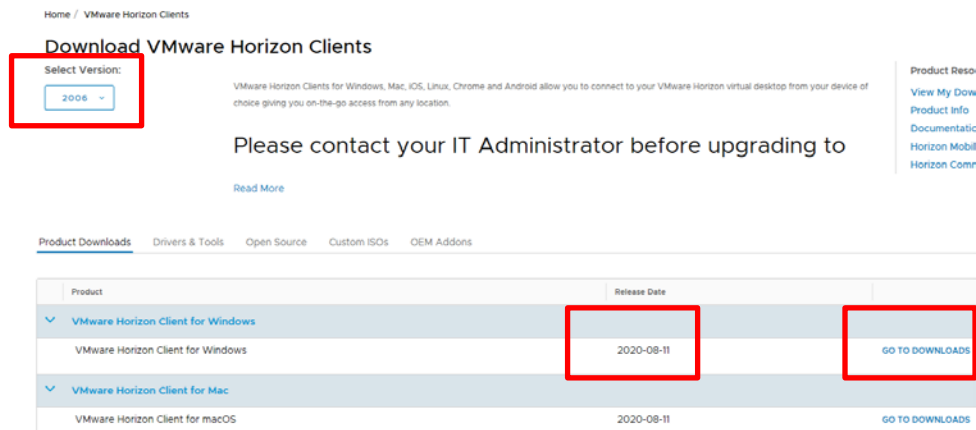 Home / VMware Horizon Clients
Download VMware Horizon Clients
Select Version:
2006
VMware Horizon Clients for Windows, Mac, iOS, Linux, Chrome and Android allow you to connect to your VMware Horizon virtual desktop from your device of
choice giving you on-the-go access from any location.
Please contact your IT Administrator before upgrading to
Read More
Product
View My
Product Info
Horizon
Horizon
Product Downloads Drivers & Tools Open Source Custom ISOs OEM Addons
Product Release Date
VMware Horizon Client for Windows
VMware Horizon Client for Windows 2020-08-11 GO TO DOWNLOADS
VMware Horizon Client for Mac
VMware Horizon Client for macOS 2020-08-11 GO TO DOWNLOADS